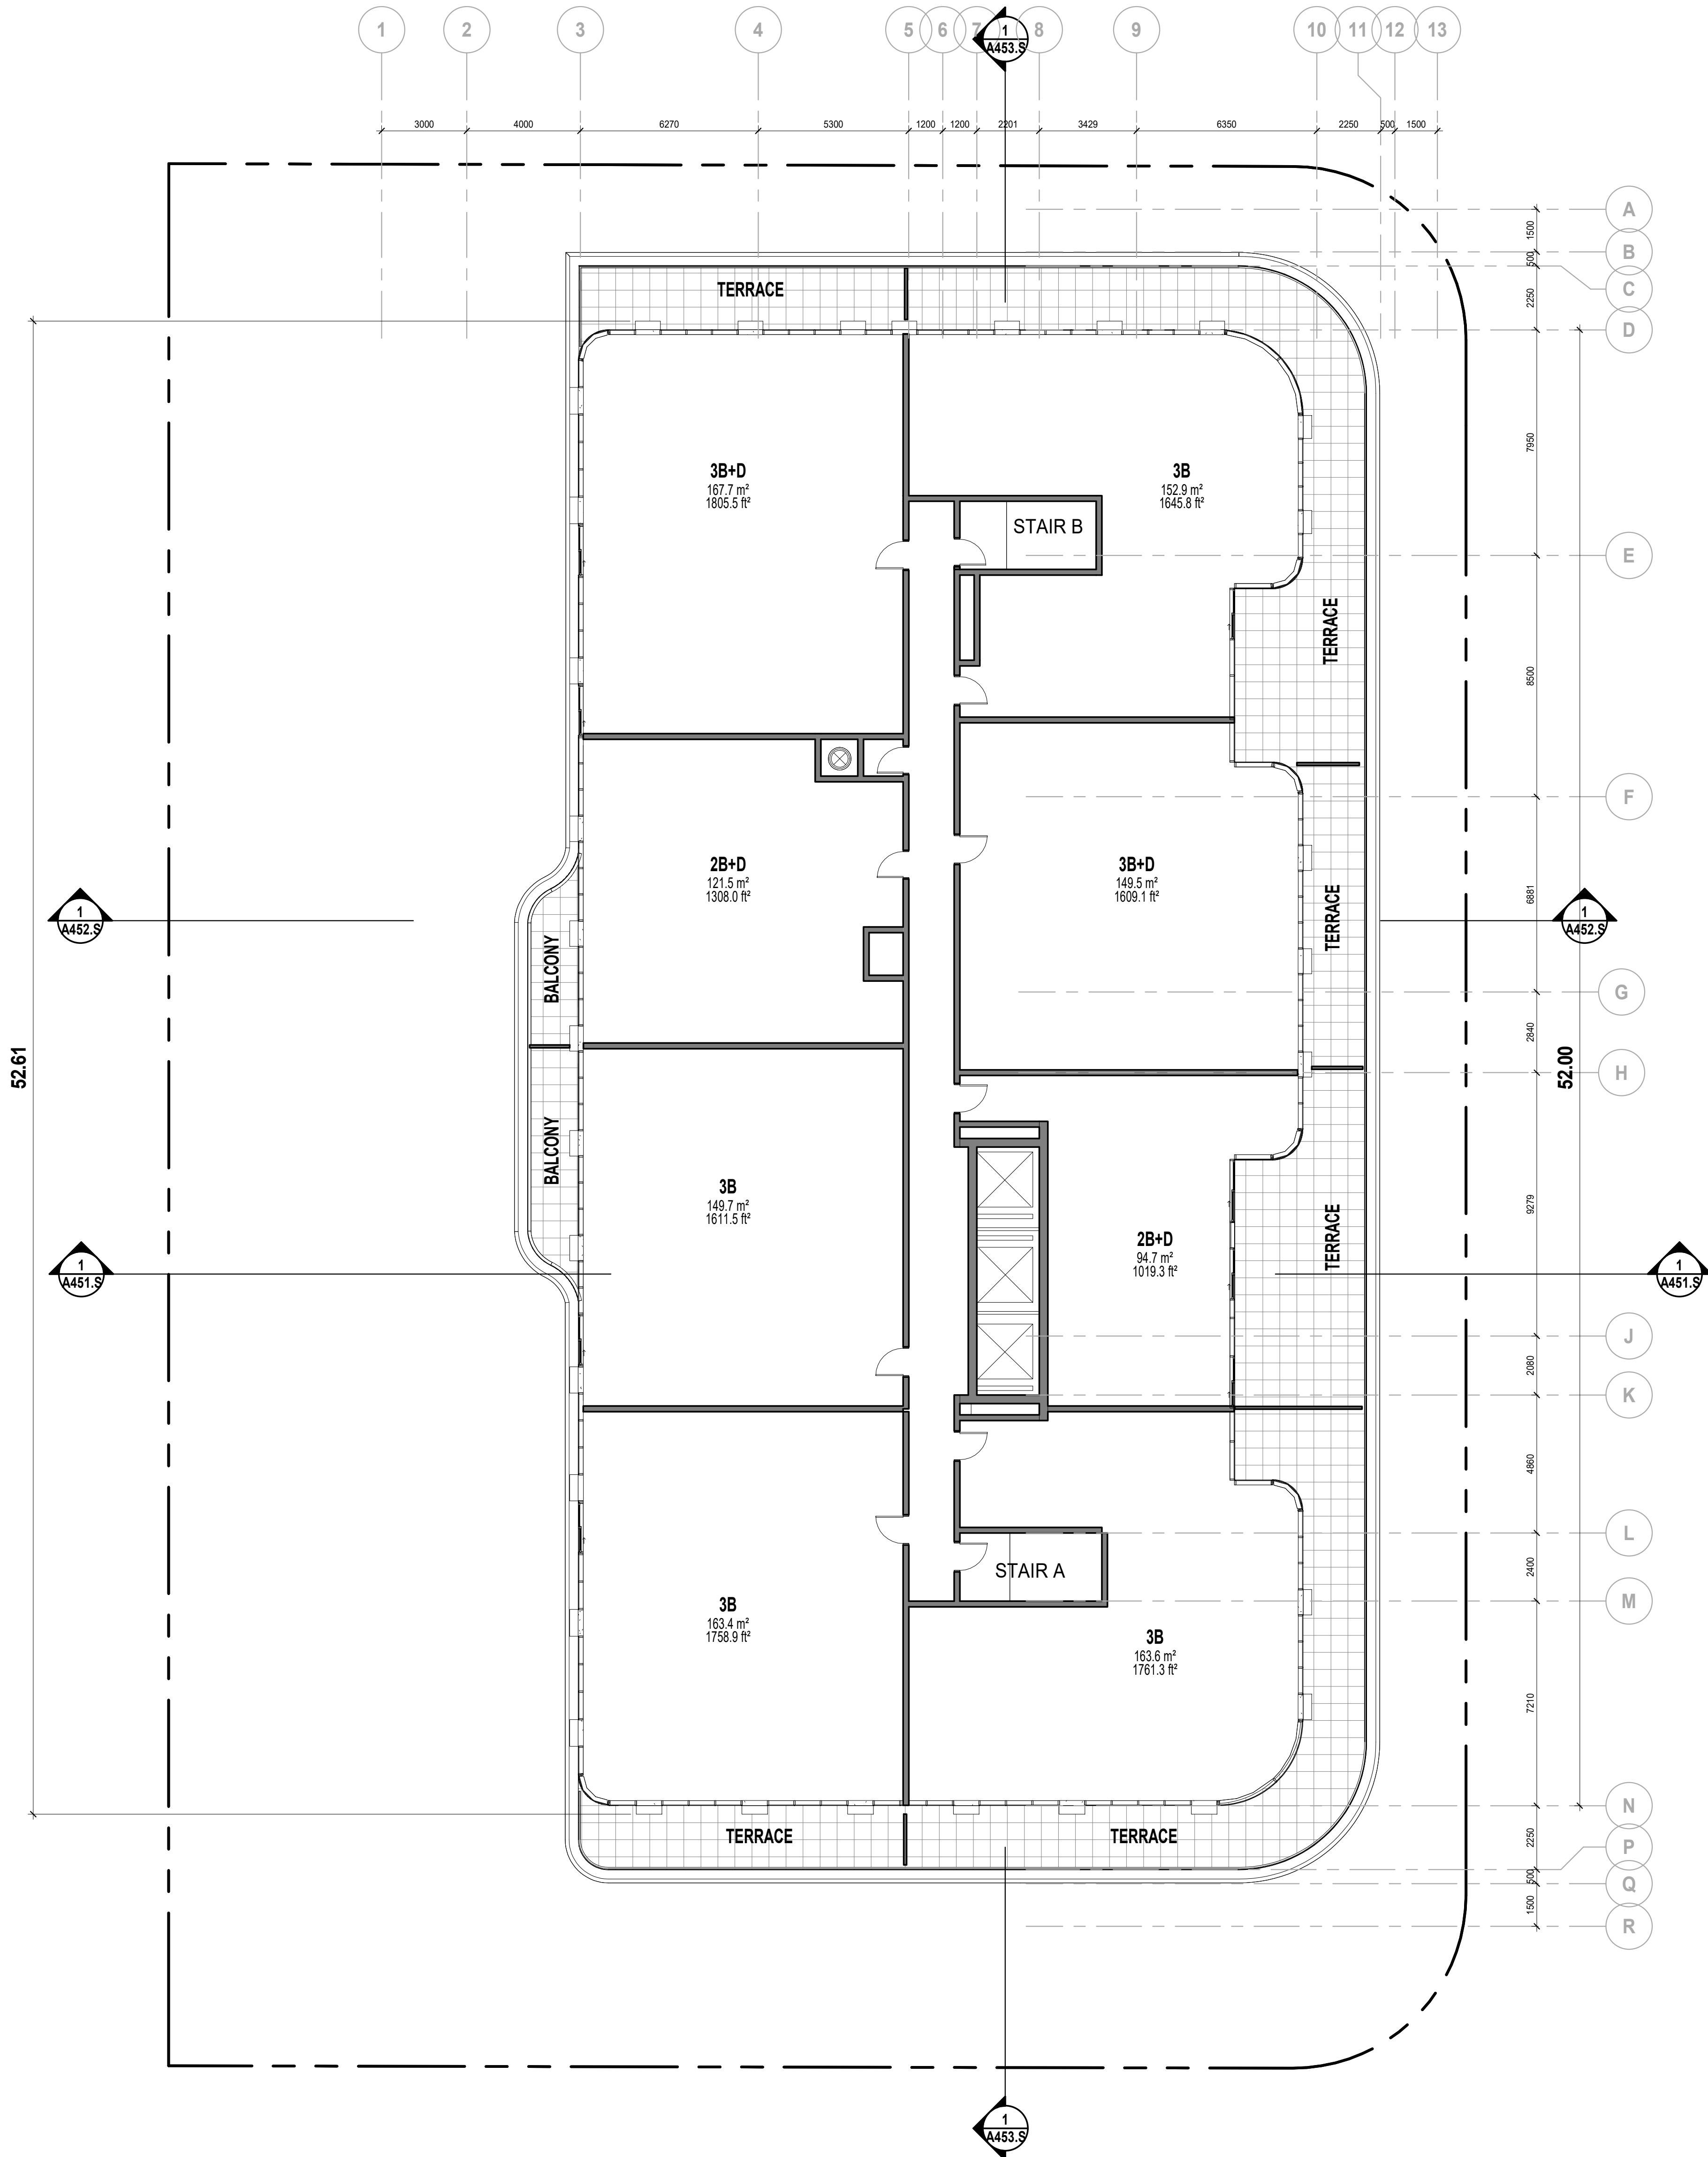 1
2
3
4
5
6
7
8
9
10
11
12
13
1
A453.S
3000
4000
6270
5300
1200
1200
2201
3429
6350
2250
500
1500
A
1500
B
500
C
2250
D
TERRACE
7950
3B+D
167.7 m²
1805.5 ft²
3B
152.9 m²
1645.8 ft²
STAIR B
E
TERRACE
8500
F
2B+D
121.5 m²
1308.0 ft²
3B+D
149.5 m²
1609.1 ft²
6881
1
A452.S
1
A452.S
TERRACE
BALCONY
G
2840
52.61
52.00
H
BALCONY
3B
149.7 m²
1611.5 ft²
9279
TERRACE
2B+D
94.7 m²
1019.3 ft²
1
A451.S
1
A451.S
J
2080
K
4860
L
STAIR A
2400
M
3B
163.4 m²
1758.9 ft²
3B
163.6 m²
1761.3 ft²
7210
N
TERRACE
TERRACE
2250
P
500
Q
1500
R
1
A453.S